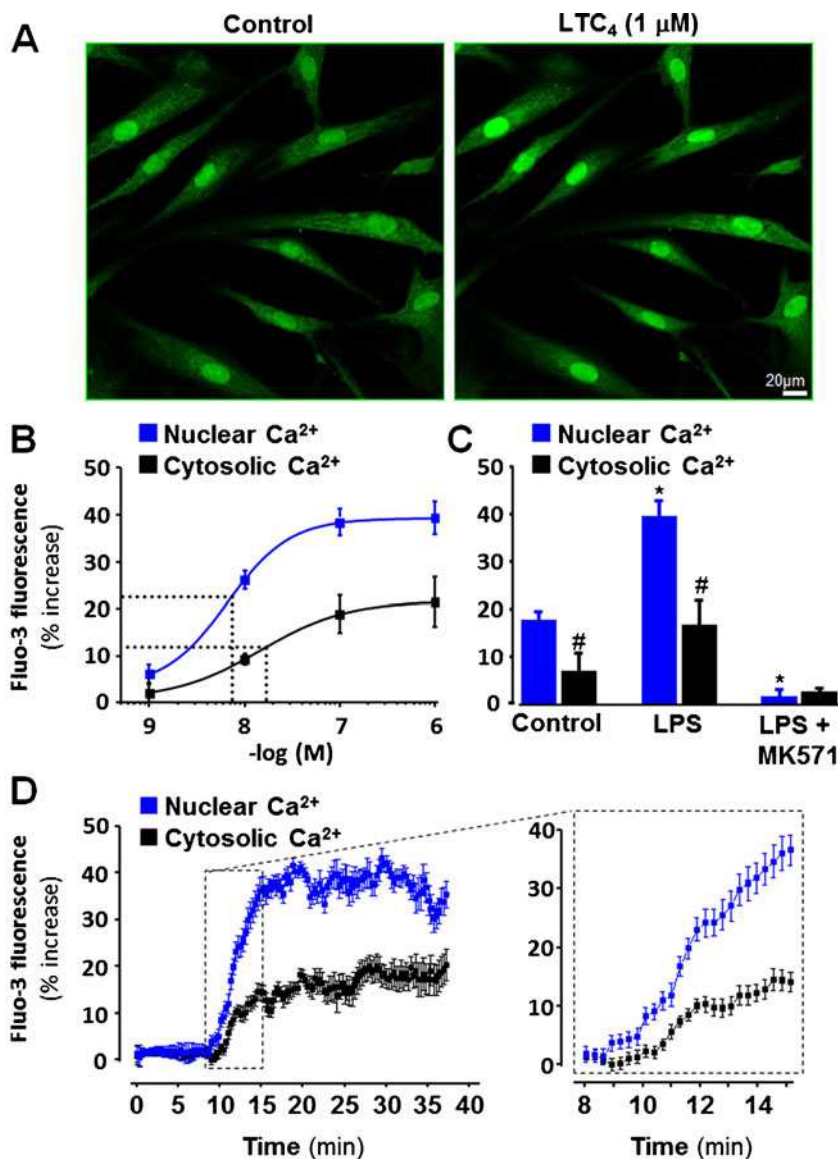 A
Control
LTC₄ (1 μM)
20μm
B
Nuclear Ca²⁺
Cytosolic Ca²⁺
Fluo-3 fluorescence
(% increase)
50
40
30
20
10
0
9 8 7 6
-log (M)
C
Nuclear Ca²⁺
Cytosolic Ca²⁺
50
40
30
20
10
0
* # * # *
Control LPS LPS +
MK571
D
Nuclear Ca²⁺
Cytosolic Ca²⁺
Fluo-3 fluorescence
(% increase)
50
40
30
20
10
0
0 5 10 15 20 25 30 35 40
Time (min)
40
30
20
10
0
8 10 12 14
Time (min)